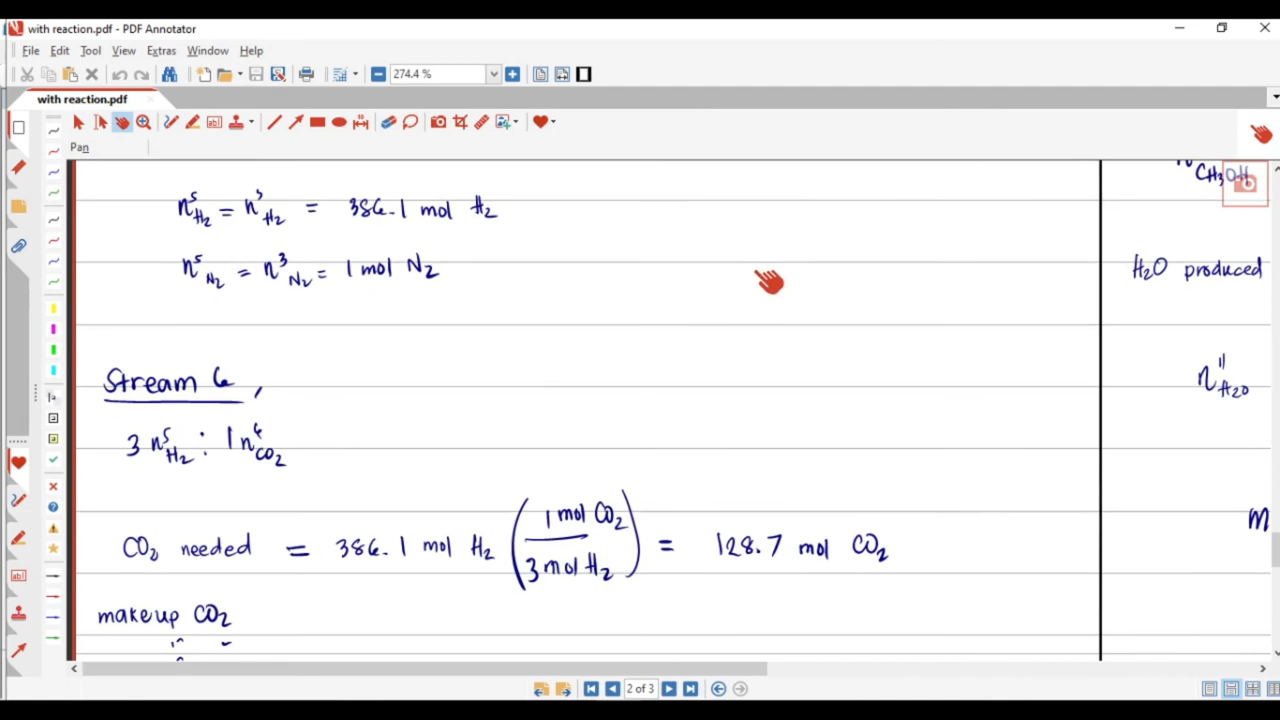 with reaction.pdf - PDF Annotator
File Edit Tool View Extras Window Help
274.4 %
with reaction.pdf
Pan
n⁵H₂ = n³H₂ = 386.1 mol H₂
n⁵N₂ = n³N₂ = 1 mol N₂
Stream 6,
3 n⁵H₂ : 1 n⁶CO₂
CO₂ needed = 386.1 mol H₂ (1 mol CO₂ / 3 mol H₂) = 128.7 mol CO₂
makeup CO₂
CH₃OH
H₂O produced
n¹¹H₂O
m
2 of 3